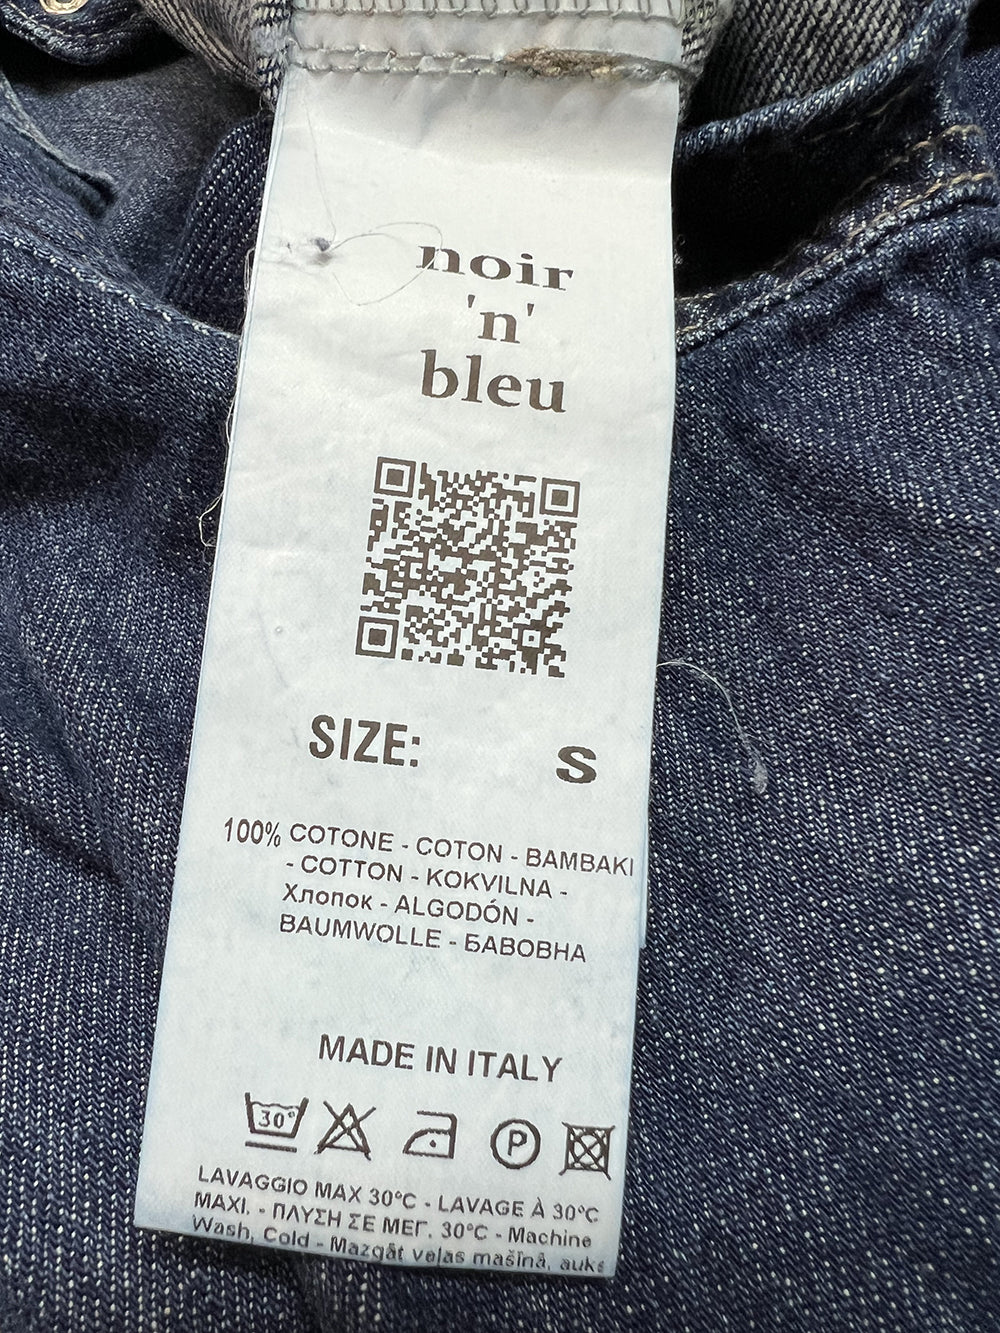 noir
'n'
bleu
SIZE: S
100% COTONE - COTON - BAMBAKI
- COTTON - KOKVILNA -
Хлопок - ALGODÓN -
BAUMWOLLE - БАВОВНА
MADE IN ITALY
30° P
LAVAGGIO MAX 30°C - LAVAGE À 30°C
MAXI. - ΠΛΥΣΗ ΣΕ ΜΕΓ. 30°C - Machine
Wash, Cold - Mazgāt veļas mašīnā, auks